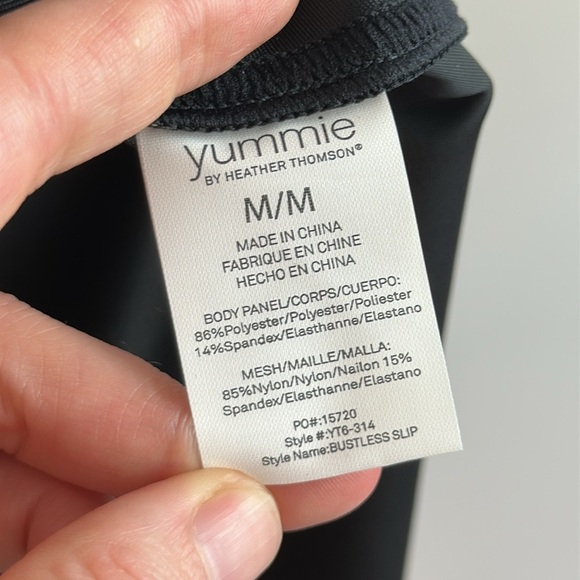 yummie
BY HEATHER THOMSON®
M/M
MADE IN CHINA
FABRIQUE EN CHINE
HECHO EN CHINA
BODY PANEL/CORPS/CUERPO:
86%Polyester/Polyester/Poliester
14%Spandex/Elasthanne/Elastano
MESH/MAILLE/MALLA:
85%Nylon/Nylon/Nailon 15%
Spandex/Elasthanne/Elastano
PO#:15720
Style #:YT6-314
Style Name:BUSTLESS SLIP